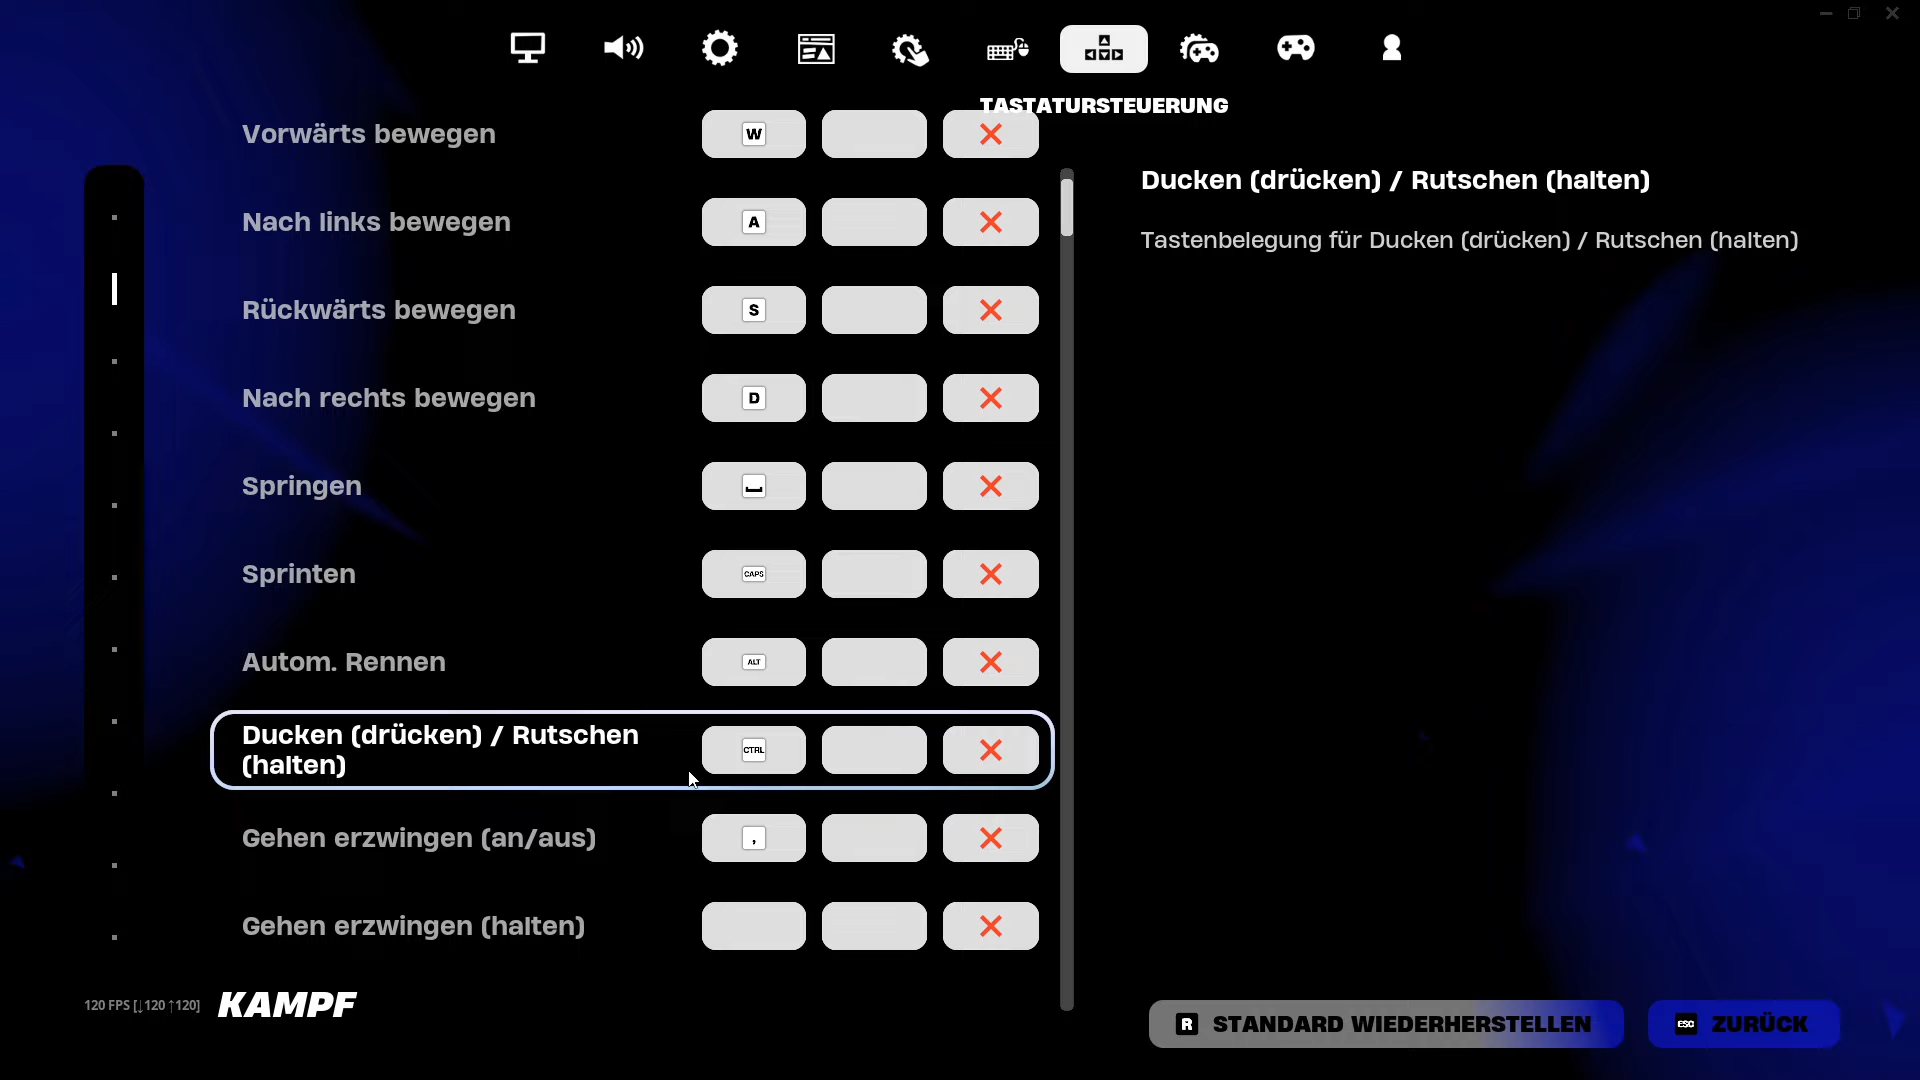 TASTATURSTEUERUNG
Vorwärts bewegen W
Nach links bewegen A
Rückwärts bewegen S
Nach rechts bewegen D
Springen
Sprinten CAPS
Autom. Rennen ALT
Ducken (drücken) / Rutschen
(halten) CTRL
Gehen erzwingen (an/aus) ,
Gehen erzwingen (halten)
Ducken (drücken) / Rutschen (halten)
Tastenbelegung für Ducken (drücken) / Rutschen (halten)
120 FPS [↓120 ↑120]
KAMPF
R STANDARD WIEDERHERSTELLEN
ESC ZURÜCK